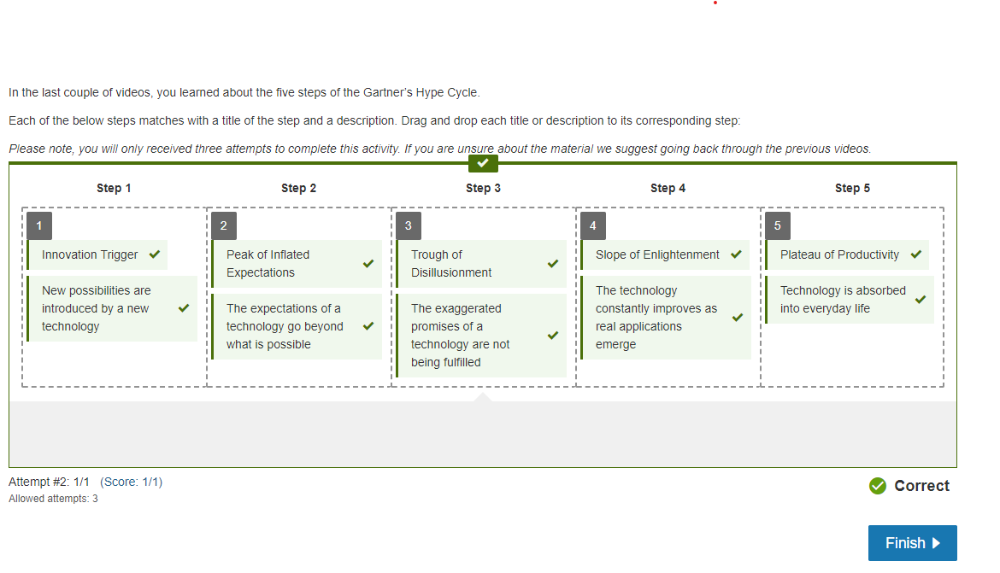 In the last couple of videos, you learned about the five steps of the Gartner's Hype Cycle.
Each of the below steps matches with a title of the step and a description. Drag and drop each title or description to its corresponding step:
Please note, you will only received three attempts to complete this activity. If you are unsure about the material we suggest going back through the previous videos.
Step 1
Step 2
Step 3
Step 4
Step 5
1
Innovation Trigger
New possibilities are
introduced by a new
technology
2
Peak of Inflated
Expectations
The expectations of a
technology go beyond
what is possible
3
Trough of
Disillusionment
The exaggerated
promises of a
technology are not
being fulfilled
4
Slope of Enlightenment
The technology
constantly improves as
real applications
emerge
5
Plateau of Productivity
Technology is absorbed
into everyday life
Attempt #2: 1/1 (Score: 1/1)
Allowed attempts: 3
Correct
Finish